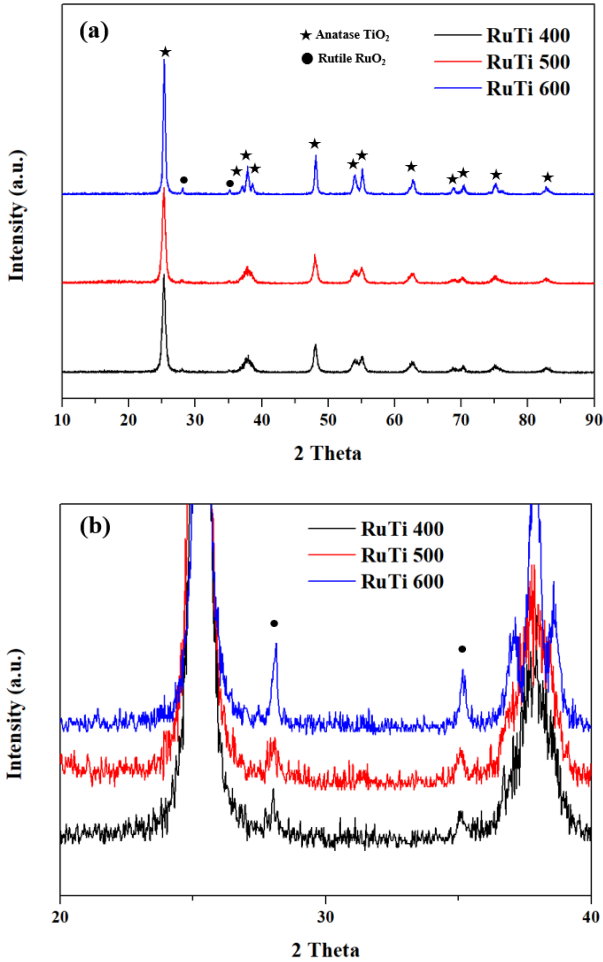 (a)
★ Anatase TiO₂
● Rutile RuO₂
RuTi 400
RuTi 500
RuTi 600
Intensity (a.u.)
10 20 30 40 50 60 70 80 90
2 Theta
(b)
RuTi 400
RuTi 500
RuTi 600
Intensity (a.u.)
20 30 40
2 Theta